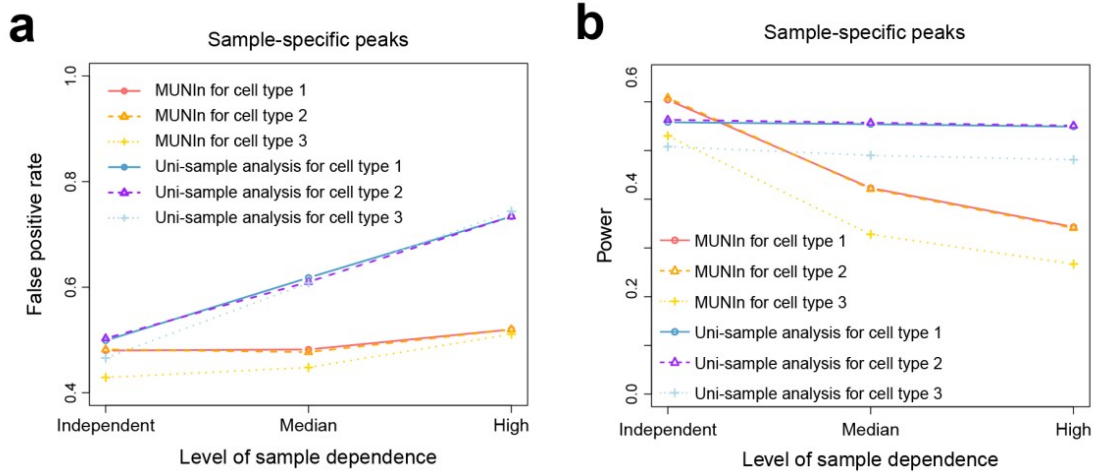 a
Sample-specific peaks
False positive rate
1.0
0.8
0.6
0.4
MUNIn for cell type 1
MUNIn for cell type 2
MUNIn for cell type 3
Uni-sample analysis for cell type 1
Uni-sample analysis for cell type 2
Uni-sample analysis for cell type 3
Independent Median High
Level of sample dependence
b
Sample-specific peaks
Power
0.6
0.4
0.2
0.0
MUNIn for cell type 1
MUNIn for cell type 2
MUNIn for cell type 3
Uni-sample analysis for cell type 1
Uni-sample analysis for cell type 2
Uni-sample analysis for cell type 3
Independent Median High
Level of sample dependence